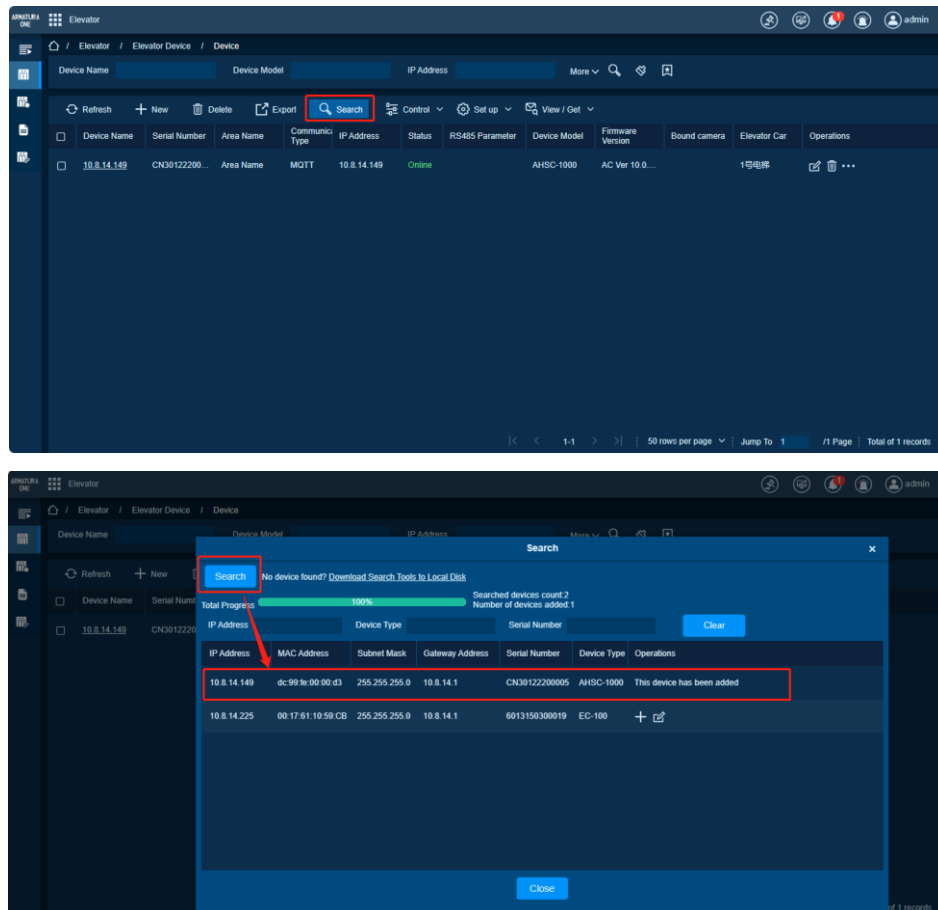 ARMATURA ONE Elevator 1 admin
/ Elevator / Elevator Device / Device
Device Name Device Model IP Address More
Refresh New Delete Export Search Control Set up View / Get
Device Name Serial Number Area Name Communica Type IP Address Status RS485 Parameter Device Model Firmware Version Bound camera Elevator Car Operations
10.8.14.149 CN30122200... Area Name MQTT 10.8.14.149 Online AHSC-1000 AC Ver 10.0.... 1号电梯
1-1 50 rows per page Jump To 1 /1 Page Total of 1 records
ARMATURA ONE Elevator admin
/ Elevator / Elevator Device / Device
Device Name Device Model IP Address More
Search ×
Refresh New
Search No device found? Download Search Tools to Local Disk
Total Progress 100% Searched devices count:2
Number of devices added:1
Device Name Serial Numb
IP Address Device Type Serial Number Clear
10.8.14.149 CN3012220
IP Address MAC Address Subnet Mask Gateway Address Serial Number Device Type Operations
10.8.14.149 dc:99:fe:00:00:d3 255.255.255.0 10.8.14.1 CN30122200005 AHSC-1000 This device has been added
10.8.14.225 00:17:61:10:59:CB 255.255.255.0 10.8.14.1 6013150300019 EC-100
Close
of 1 records